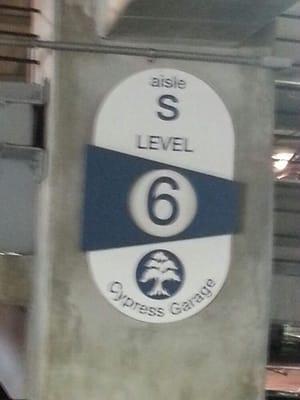 aisle
S
LEVEL
6
Cypress Garage